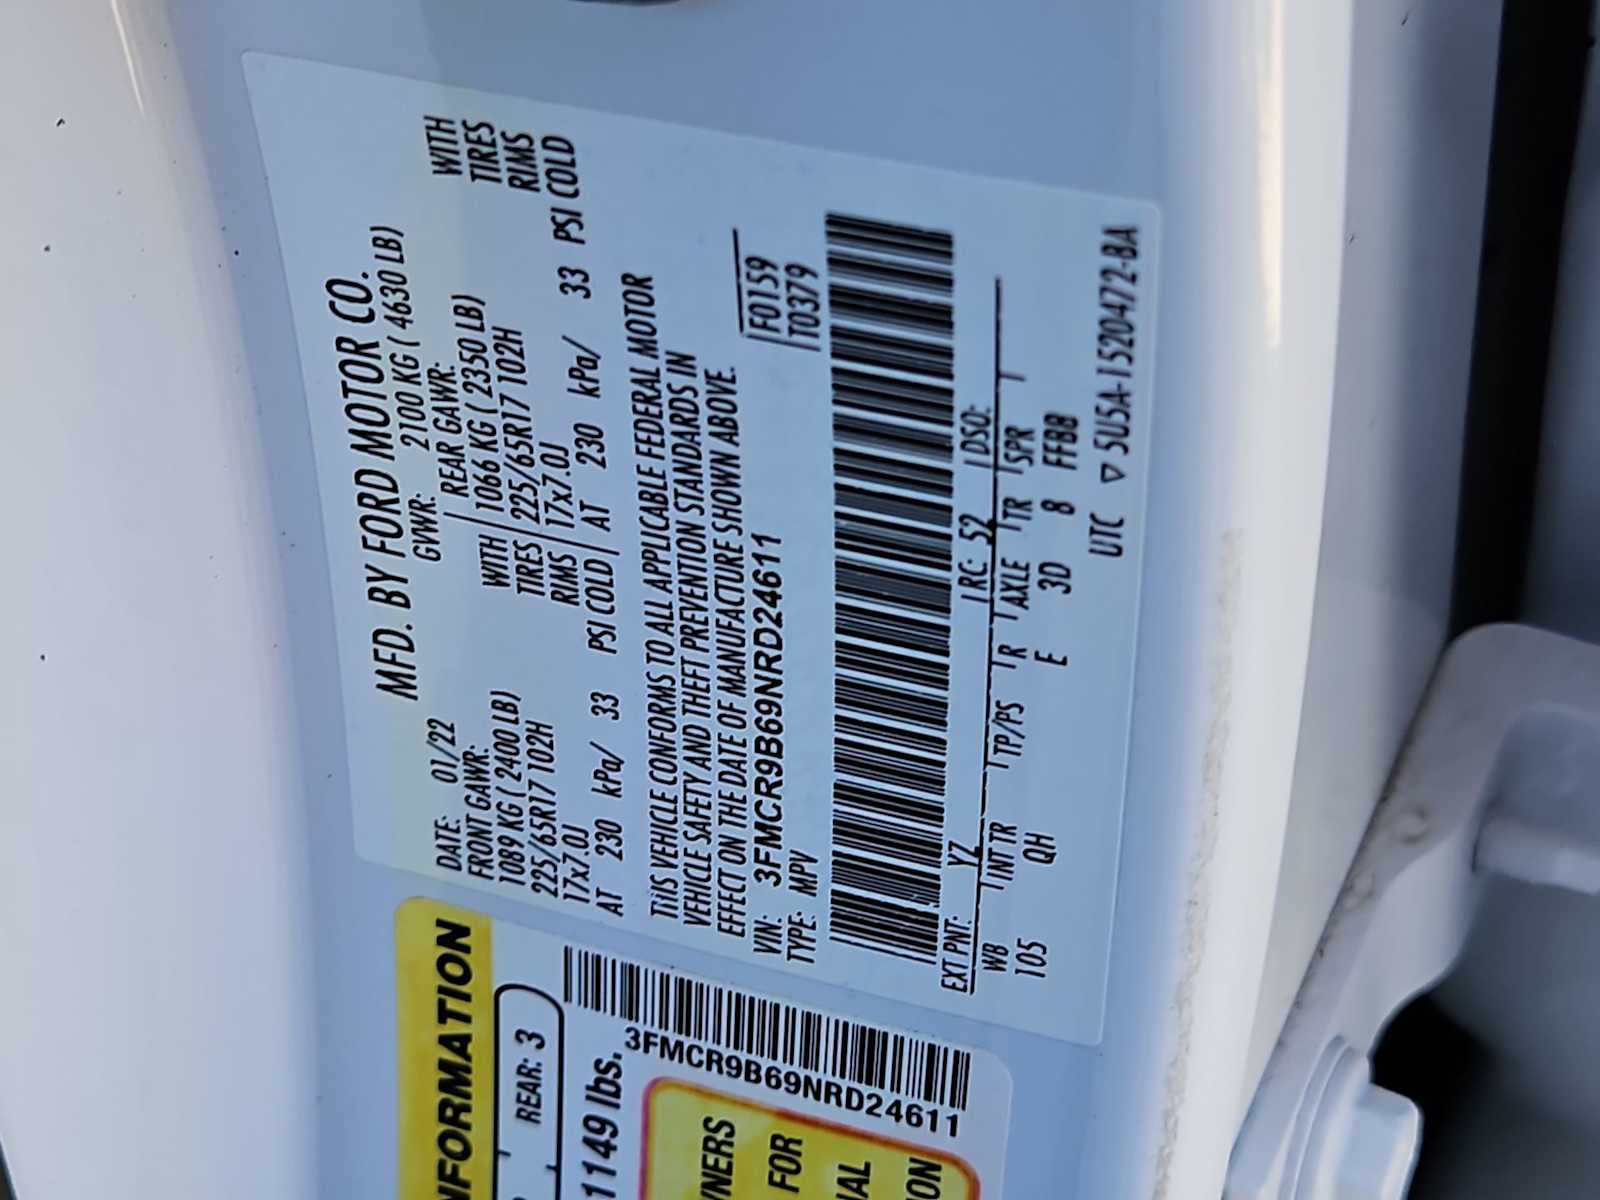 MFD. BY FORD MOTOR CO.
DATE: 01/22 GVWR: 2100 KG ( 4630 LB)
FRONT GAWR: REAR GAWR:
1089 KG ( 2400 LB) WITH 1066 KG ( 2350 LB) WITH
225/65R17 102H TIRES 225/65R17 102H TIRES
17x7.0J RIMS 17x7.0J RIMS
AT 230 kPa/ 33 PSI COLD AT 230 kPa/ 33 PSI COLD
THIS VEHICLE CONFORMS TO ALL APPLICABLE FEDERAL MOTOR
VEHICLE SAFETY AND THEFT PREVENTION STANDARDS IN
EFFECT ON THE DATE OF MANUFACTURE SHOWN ABOVE.
VIN: 3FMCR9B69NRD24611 F0159
TYPE: MPV T0379
EXT PNT: YZ RC: 52 DSO:
WB INT TR TP/PS R AXLE TR SPR
105 QH E 3D 8 FFBB
UTC ▽ 5U5A-1520472-BA
NFORMATION
REAR: 3
1149 lbs.
3FMCR9B69NRD24611
NERS
FOR
ON